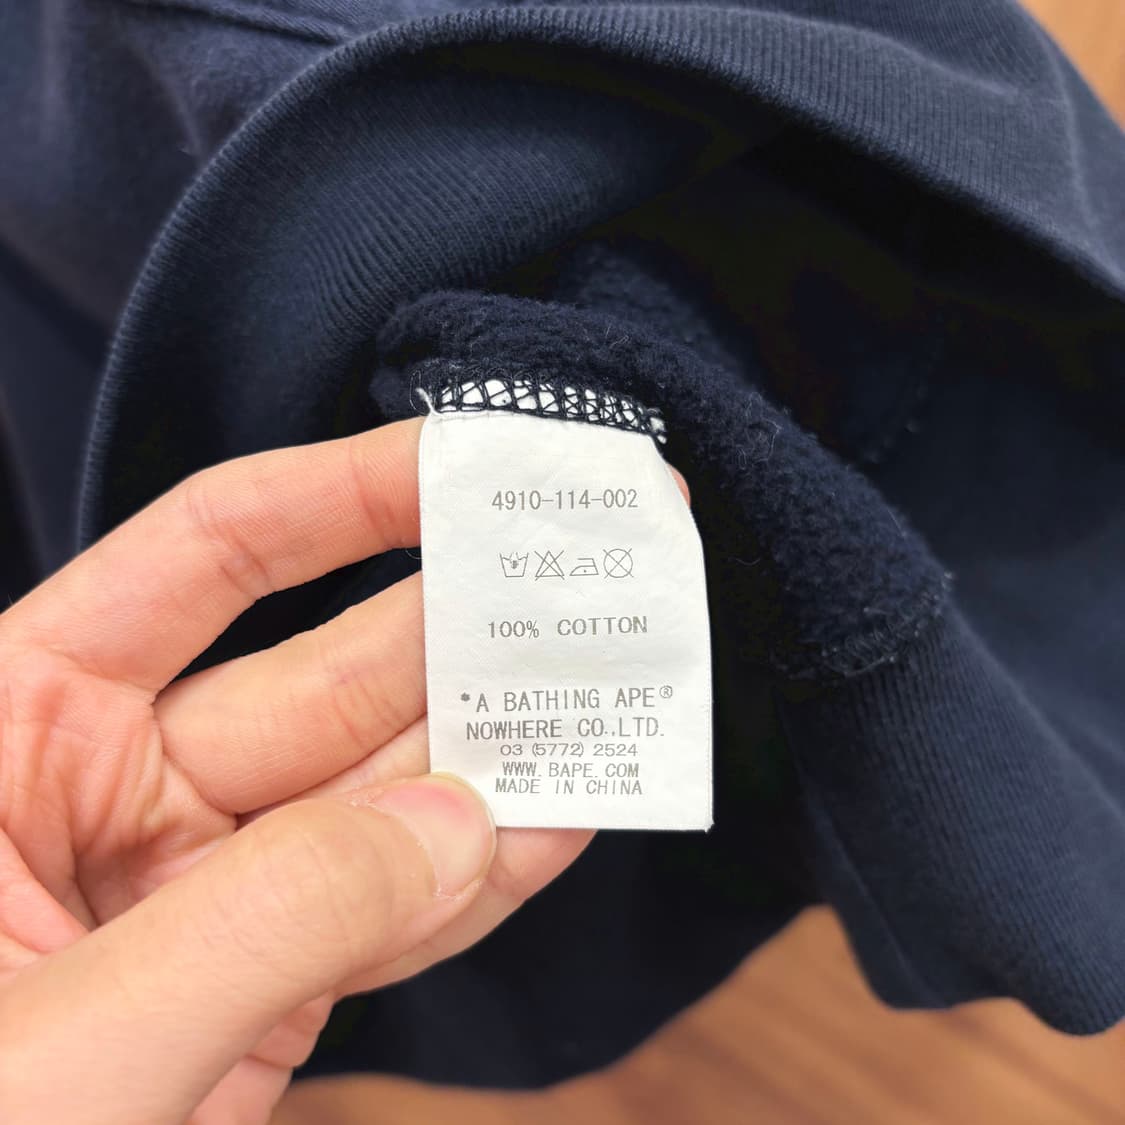 4910-114-002
100% COTTON
*A BATHING APE®
NOWHERE CO.,LTD.
03 (5772) 2524
WWW. BAPE. COM
MADE IN CHINA